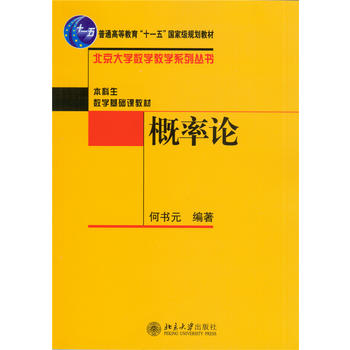 十一五
普通高等教育“十一五”国家级规划教材
北京大学数学教学系列丛书
本科生
数学基础课教材
概率论
何书元 编著
北京大学出版社
PEKING UNIVERSITY PRESS